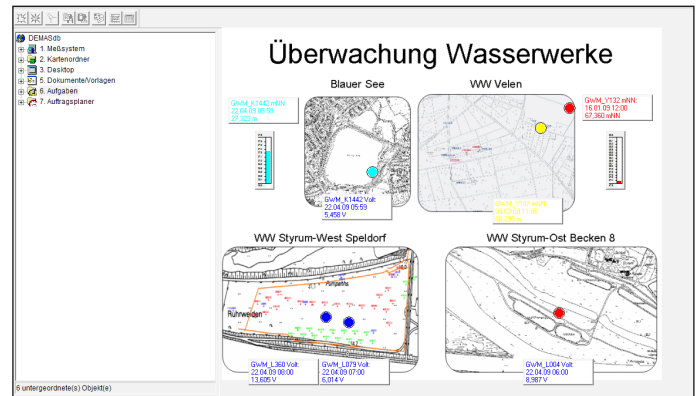 DEMASdb
1. Meßsystem
2. Kartenordner
3. Desktop
5. Dokumente/Vorlagen
6. Aufgaben
7. Auftragsplaner
6 untergeordnete(s) Objekt(e)
Überwachung Wasserwerke
Blauer See
WW Velen
GWM_K1442 mNN:
22.04.09 05:59
27,323 m
GWM_Y132 mNN:
16.01.09 12:00
67,360 mNN
GWM_K1442 Volt:
22.04.09 05:59
5,458 V
WW Styrum-West Speldorf
WW Styrum-Ost Becken 8
Pumpenhs.
Ruhrweiden
GWM_L360 Volt:
22.04.09 08:00
13,605 V
GWM_L079 Volt:
22.04.09 07:00
6,014 V
GWM_L004 Volt:
22.04.09 06:00
8,987 V